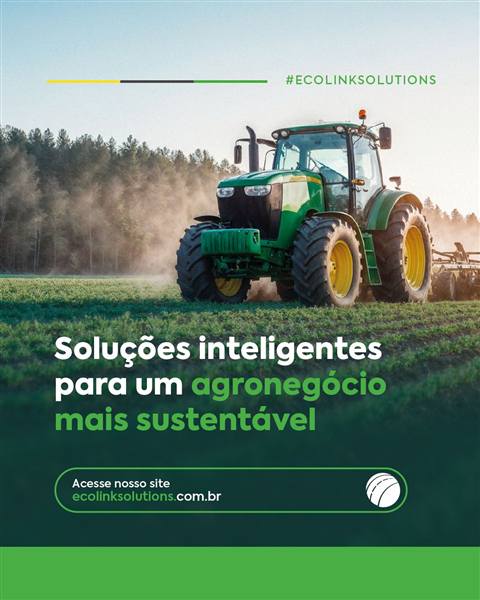 #ECOLINKSOLUTIONS
Soluções inteligentes
para um agronegócio
mais sustentável
Acesse nosso site
ecolinksolutions.com.br